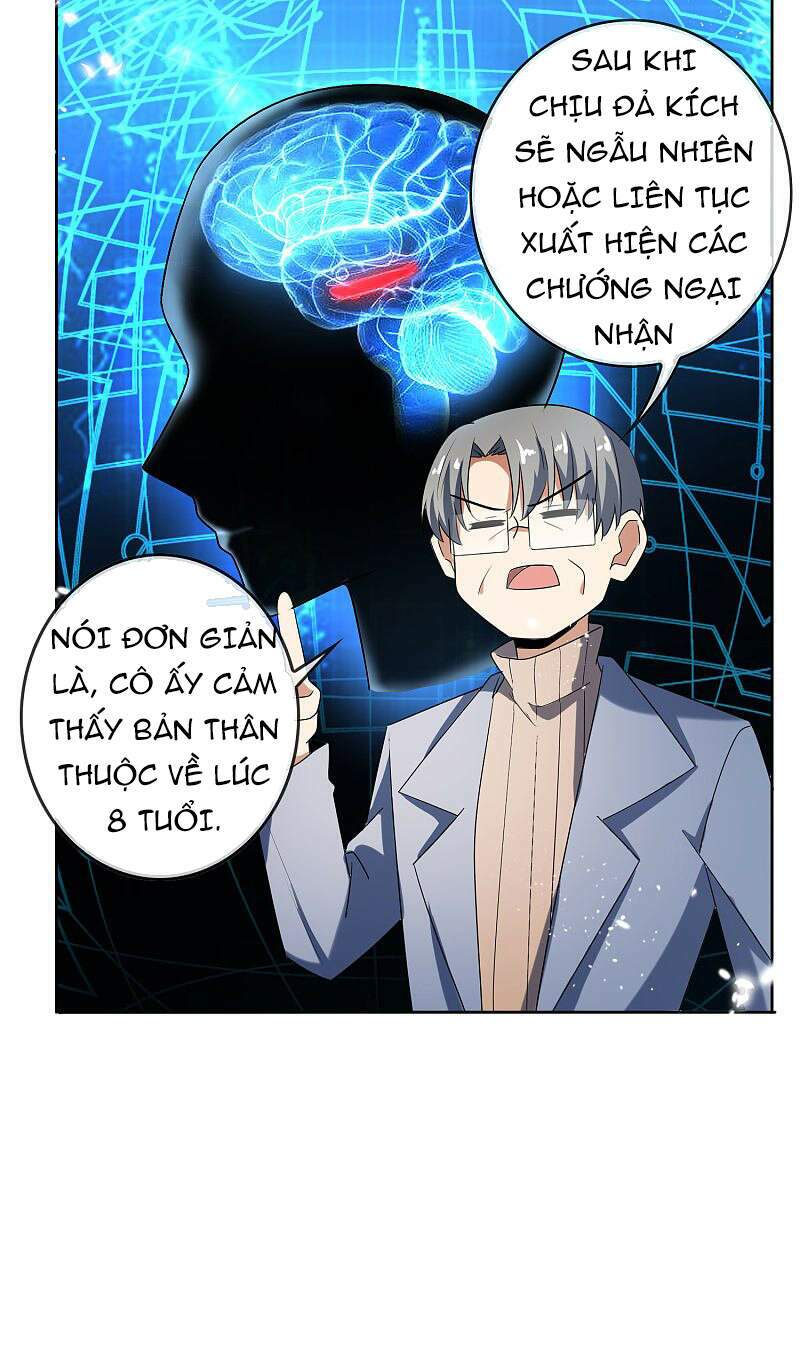 SAU KHI
CHỊU ĐẢ KÍCH
SẼ NGẪU NHIÊN
HOẶC LIÊN TỤC
XUẤT HIỆN CÁC
CHƯỚNG NGẠI
NHẬN
NÓI ĐƠN GIẢN
LÀ, CÔ ẤY CẢM
THẤY BẢN THÂN
THUỘC VỀ LÚC
8 TUỔI.